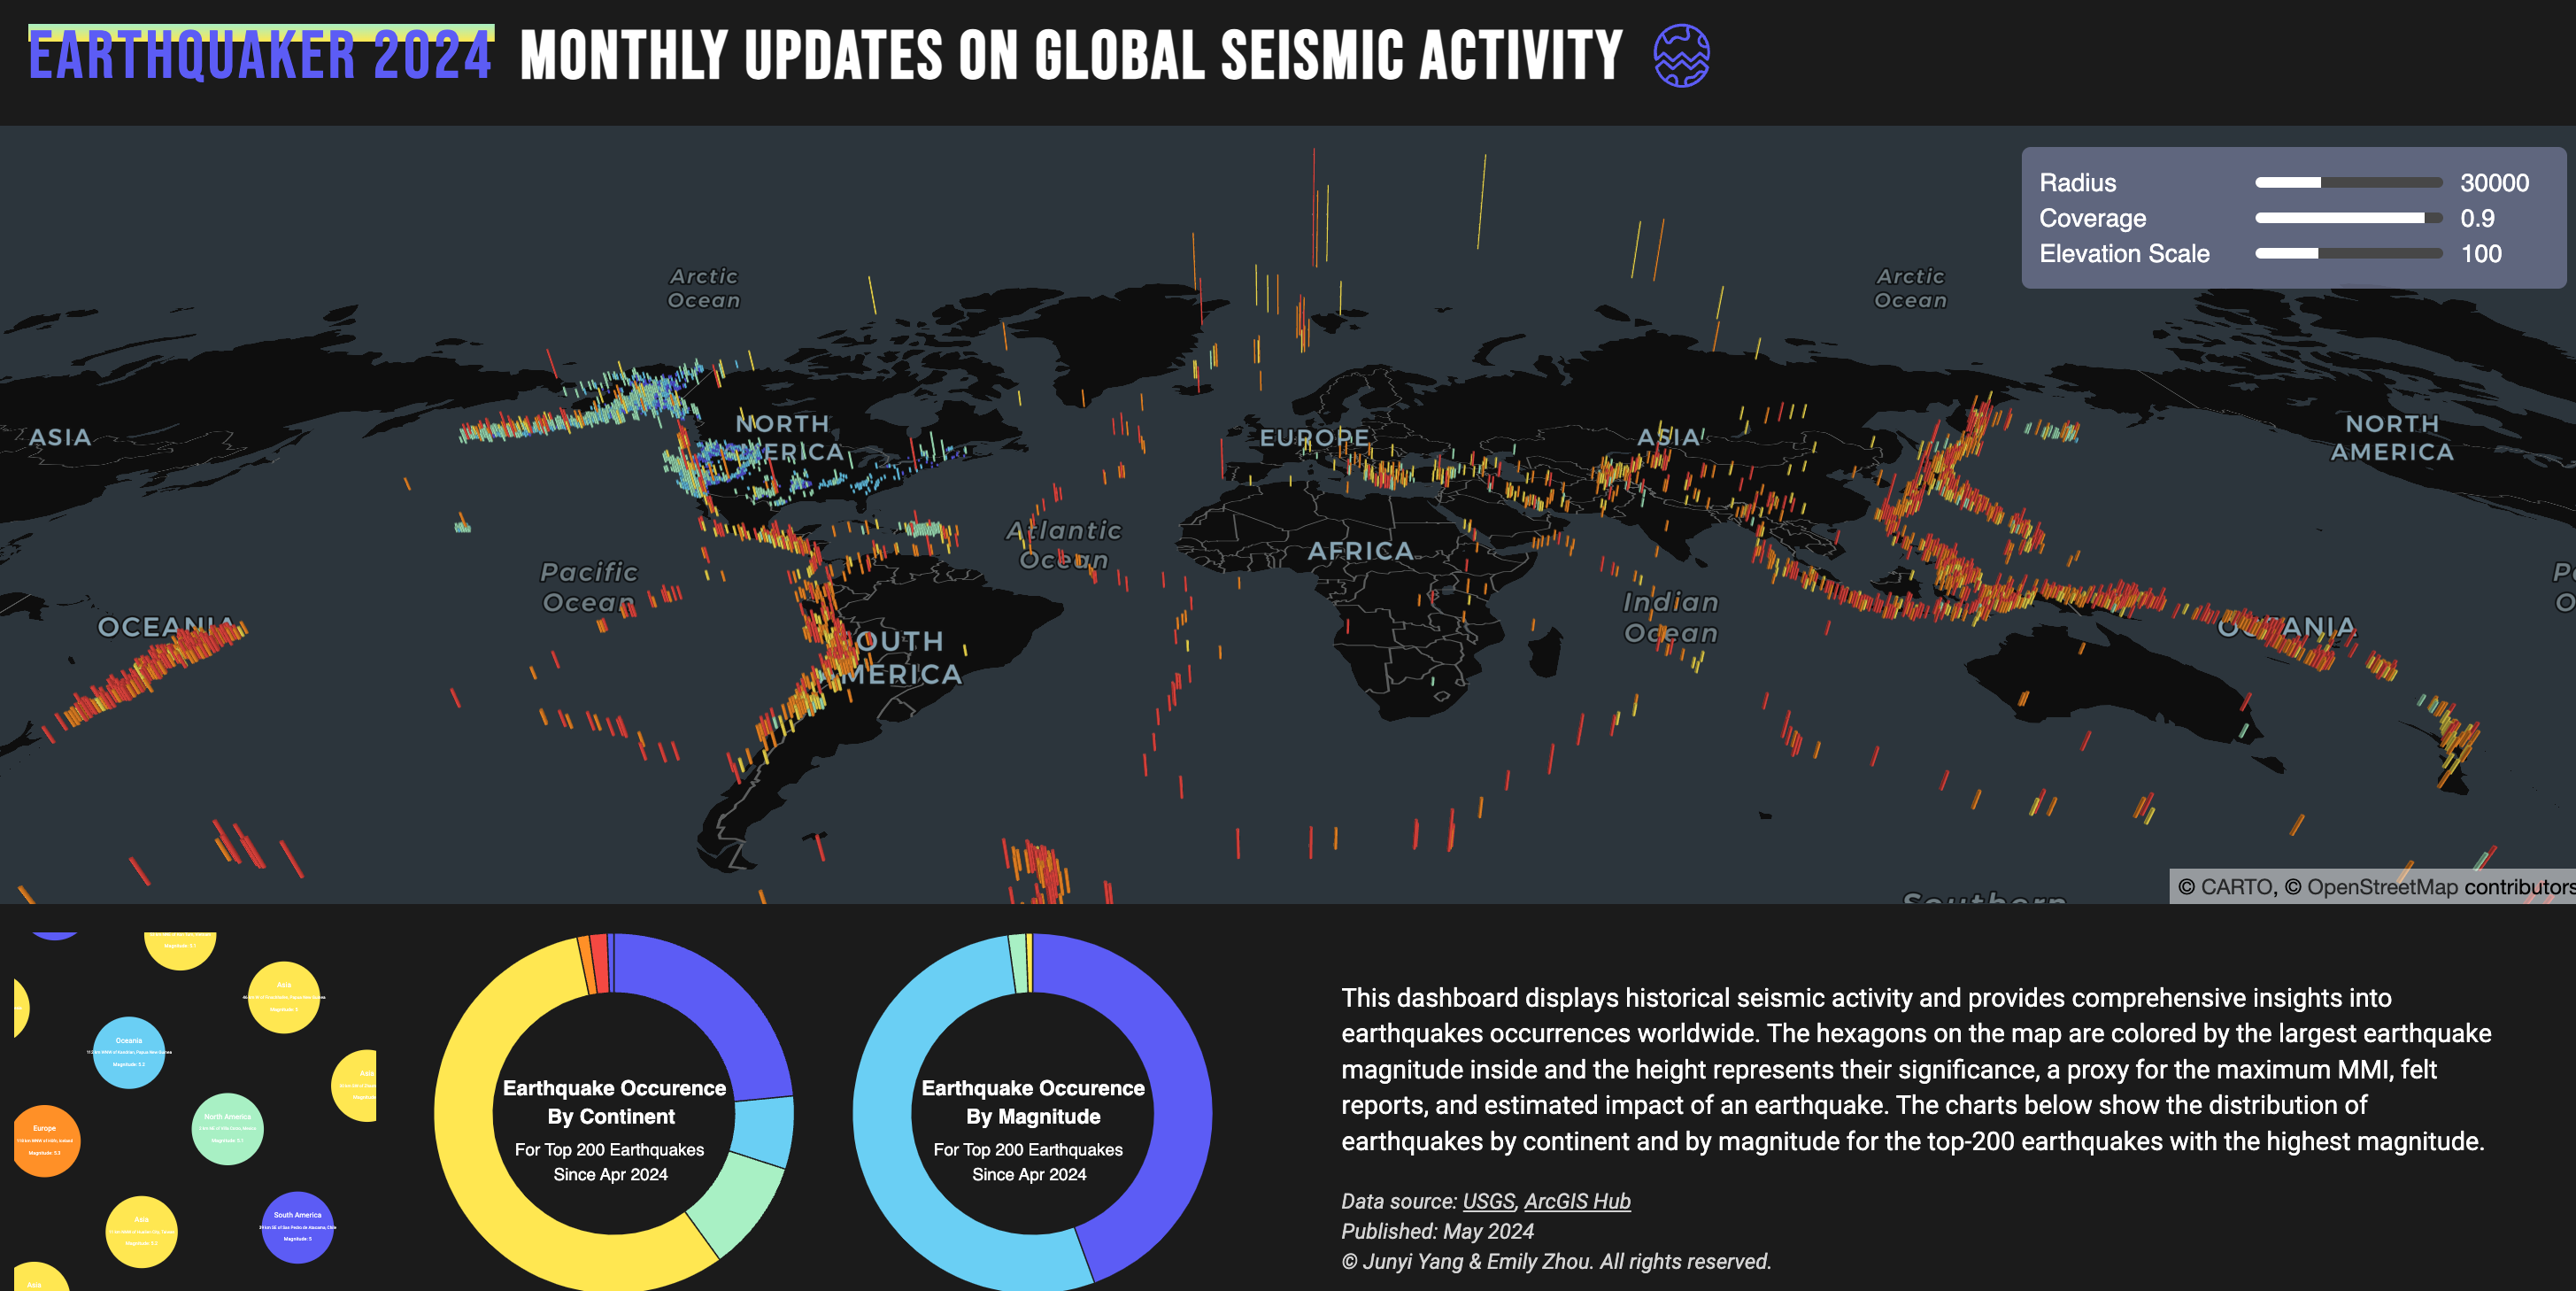 EARTHQUAKER 2024 MONTHLY UPDATES ON GLOBAL SEISMIC ACTIVITY
Radius 30000
Coverage 0.9
Elevation Scale 100
Arctic
Ocean
Arctic
Ocean
ASIA
NORTH
AMERICA
EUROPE
ASIA
NORTH
AMERICA
Atlantic
Ocean
AFRICA
Pacific
Ocean
Indian
Ocean
OCEANIA
SOUTH
AMERICA
OCEANIA
© CARTO, © OpenStreetMap contributors
Southern
Asia
Magnitude: 5
Oceania
Magnitude: 5.2
Asia
North America
Magnitude: 5.1
Europe
Magnitude: 5.3
Asia
South America
Magnitude: 5
Asia
Earthquake Occurence
By Continent
For Top 200 Earthquakes
Since Apr 2024
Earthquake Occurence
By Magnitude
For Top 200 Earthquakes
Since Apr 2024
This dashboard displays historical seismic activity and provides comprehensive insights into
earthquakes occurrences worldwide. The hexagons on the map are colored by the largest earthquake
magnitude inside and the height represents their significance, a proxy for the maximum MMI, felt
reports, and estimated impact of an earthquake. The charts below show the distribution of
earthquakes by continent and by magnitude for the top-200 earthquakes with the highest magnitude.
Data source: USGS, ArcGIS Hub
Published: May 2024
© Junyi Yang & Emily Zhou. All rights reserved.